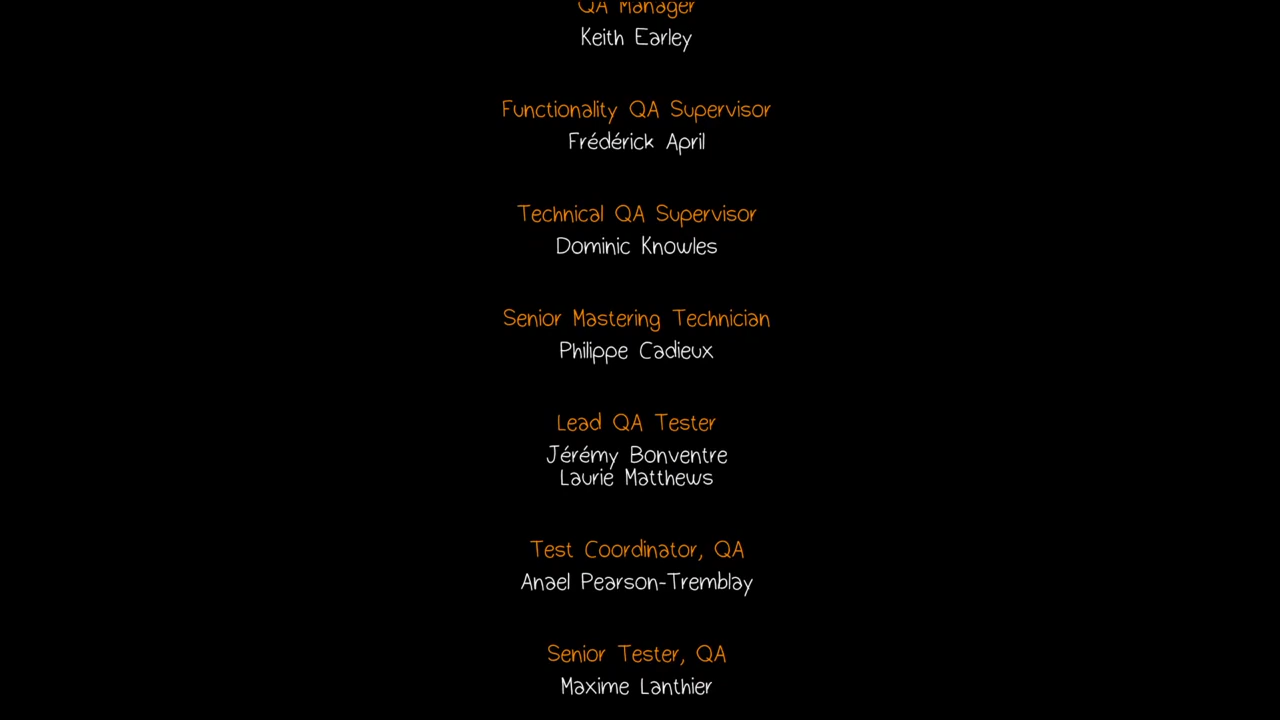 QA Manager
Keith Earley
Functionality QA Supervisor
Frédérick April
Technical QA Supervisor
Dominic Knowles
Senior Mastering Technician
Philippe Cadieux
Lead QA Tester
Jérémy Bonventre
Laurie Matthews
Test Coordinator, QA
Anael Pearson-Tremblay
Senior Tester, QA
Maxime Lanthier